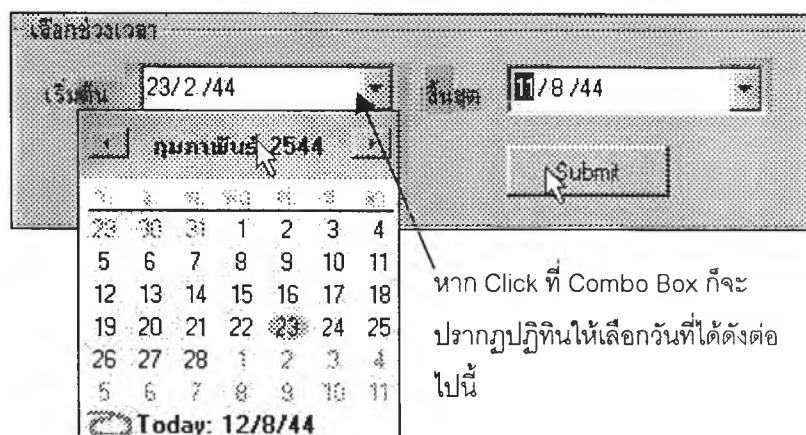 เลือกช่วงเวลา
เริ่มต้น 23/ 2 /44 สิ้นสุด 11/ 8 /44
กุมภาพันธ์ 2544
Submit
29 30 31 1 2 3 4
5 6 7 8 9 10 11
12 13 14 15 16 17 18
19 20 21 22 23 24 25
26 27 28 1 2 3 4
5 6 7 8 9 10 11
Today: 12/8/44
หาก Click ที่ Combo Box ก็จะ
ปรากฏปฏิทินให้เลือกวันที่ได้ดังต่อ
ไปนี้